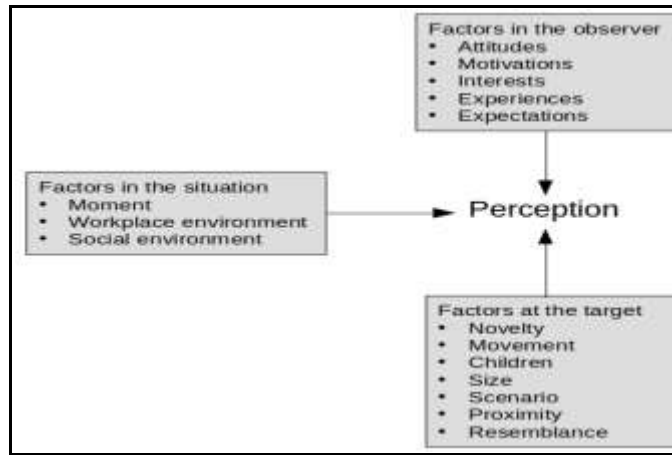 Factors in the observer
• Attitudes
• Motivations
• Interests
• Experiences
• Expectations
Factors in the situation
• Moment
• Workplace environment
• Social environment
Perception
Factors at the target
• Novelty
• Movement
• Children
• Size
• Scenario
• Proximity
• Resemblance